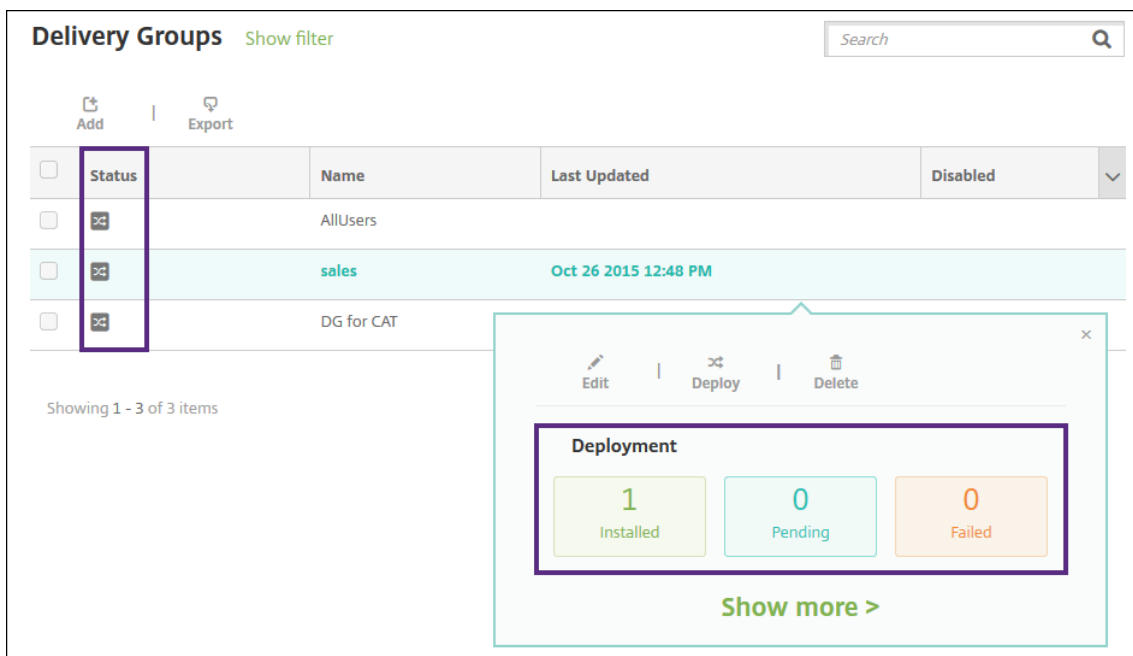 Delivery Groups Show filter Search
Add | Export
Status Name Last Updated Disabled
AllUsers
sales Oct 26 2015 12:48 PM
DG for CAT
×
Edit | Deploy | Delete
Showing 1 - 3 of 3 items
Deployment
1 0 0
Installed Pending Failed
Show more >